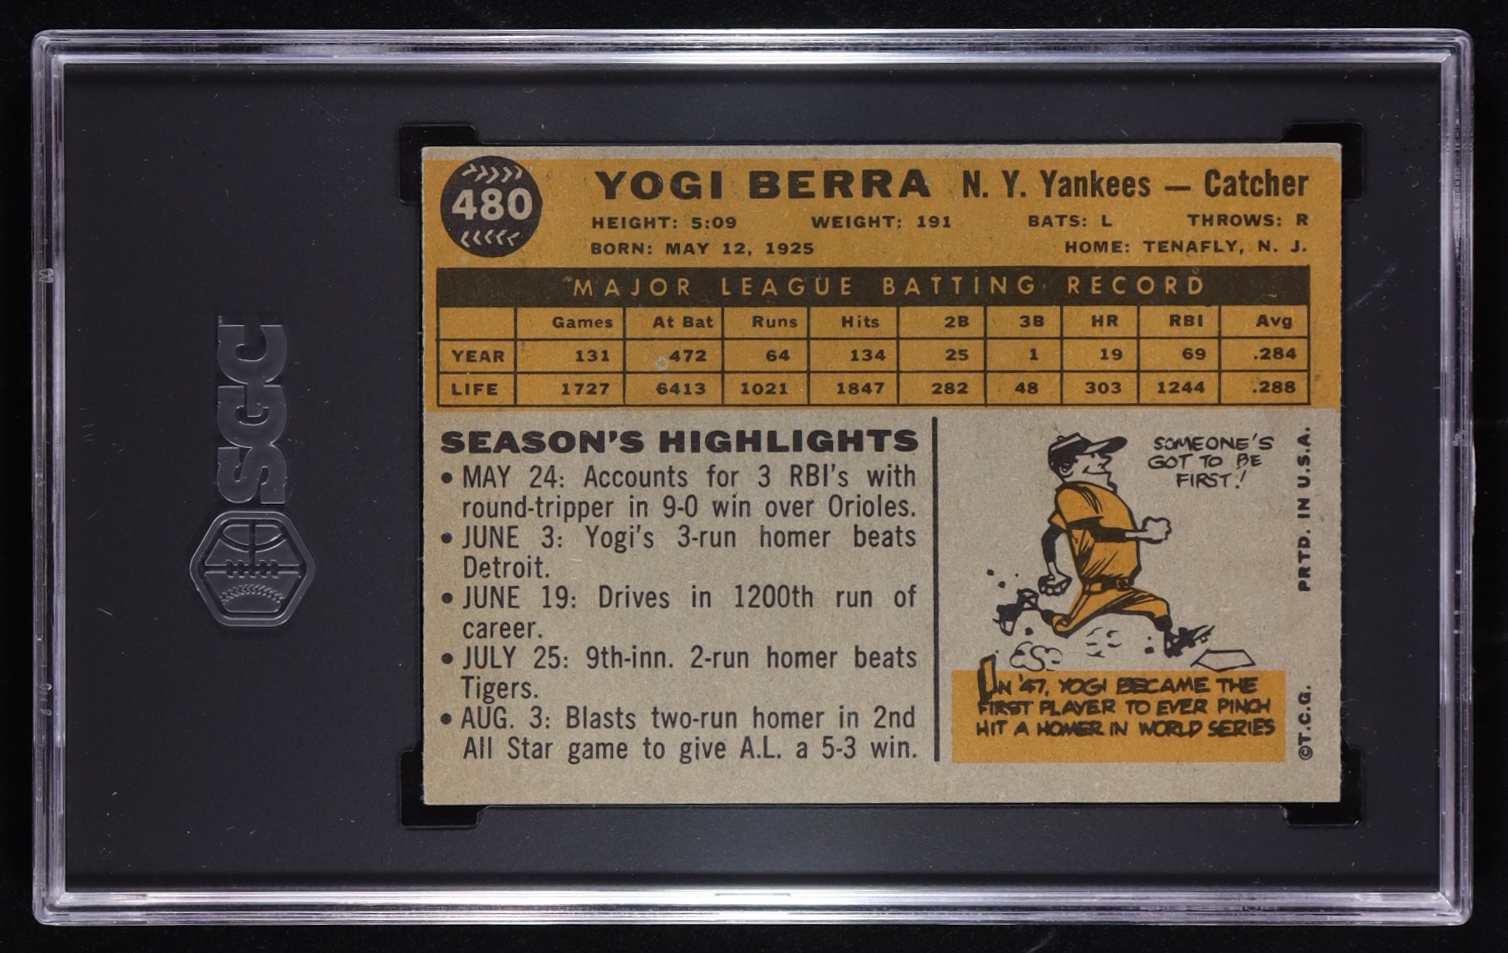 480
YOGI BERRA N. Y. Yankees — Catcher
HEIGHT: 5:09 WEIGHT: 191 BATS: L THROWS: R
BORN: MAY 12, 1925 HOME: TENAFLY, N. J.
MAJOR LEAGUE BATTING RECORD
Games At Bat Runs Hits 2B 3B HR RBI Avg
YEAR 131 472 64 134 25 1 19 69 .284
LIFE 1727 6413 1021 1847 282 48 303 1244 .288
SEASON'S HIGHLIGHTS
• MAY 24: Accounts for 3 RBI's with
round-tripper in 9-0 win over Orioles.
• JUNE 3: Yogi's 3-run homer beats
Detroit.
• JUNE 19: Drives in 1200th run of
career.
• JULY 25: 9th-inn. 2-run homer beats
Tigers.
• AUG. 3: Blasts two-run homer in 2nd
All Star game to give A.L. a 5-3 win.
SOMEONE'S
GOT TO BE
FIRST!
IN '47, YOGI BECAME THE
FIRST PLAYER TO EVER PINCH
HIT A HOMER IN WORLD SERIES
©T.C.G. PRTD. IN U.S.A.
SGC